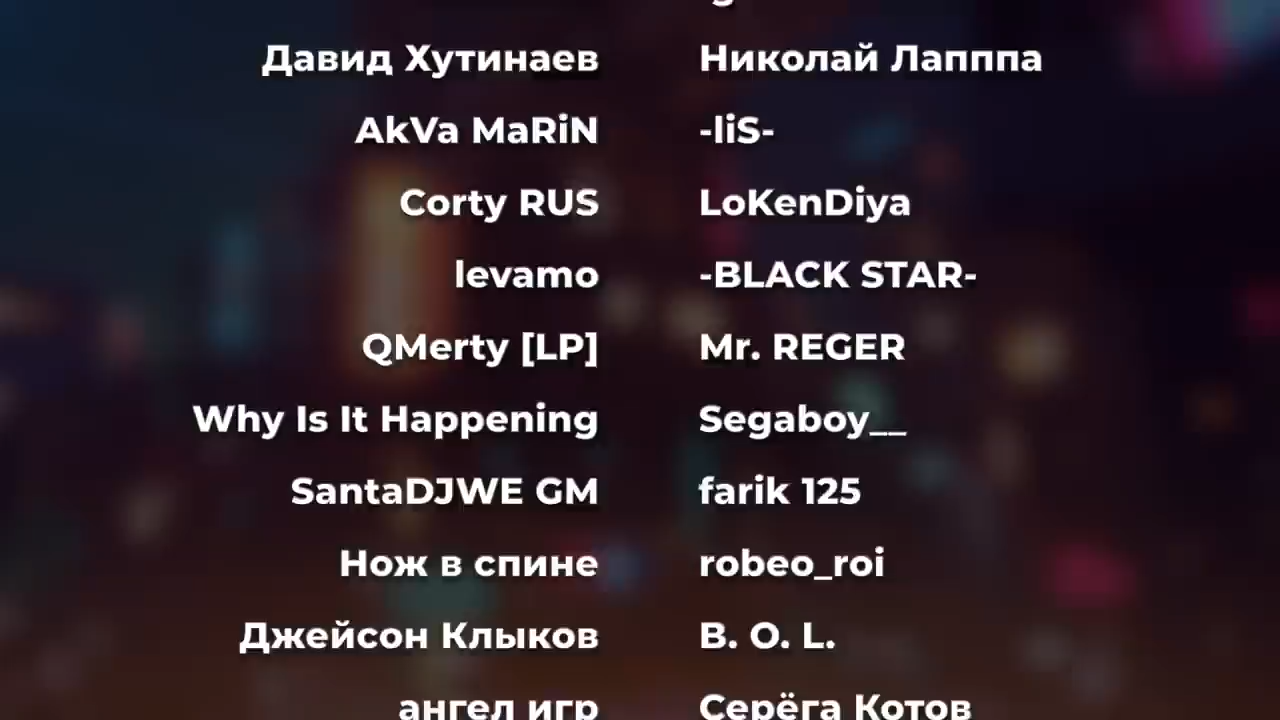 Давид Хутинаев Николай Лапппа
AkVa MaRiN -liS-
Corty RUS LoKenDiya
levamo -BLACK STAR-
QMerty [LP] Mr. REGER
Why Is It Happening Segaboy__
SantaDJWE GM farik 125
Нож в спине robeo_roi
Джейсон Клыков B. O. L.
ангел игр Серёга Котов